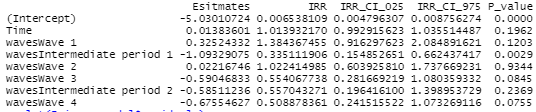 Esitmates IRR IRR_CI_025 IRR_CI_975 P_value
(Intercept) -5.03010724 0.006538109 0.004796307 0.008756274 0.0000
Time 0.01383601 1.013932170 0.992915623 1.035514487 0.1962
wavesWave 1 0.32524332 1.384367455 0.916297623 2.084891621 0.1203
wavesIntermediate period 1 -1.09329075 0.335111906 0.154852651 0.662437417 0.0029
wavesWave 2 0.02216746 1.022414985 0.603925810 1.737669231 0.9344
wavesWave 3 -0.59046833 0.554067738 0.281669219 1.080359332 0.0845
wavesIntermediate period 2 -0.58511236 0.557043271 0.196416100 1.398953729 0.2369
wavesWave 4 -0.67554627 0.508878361 0.241515522 1.073269116 0.0755